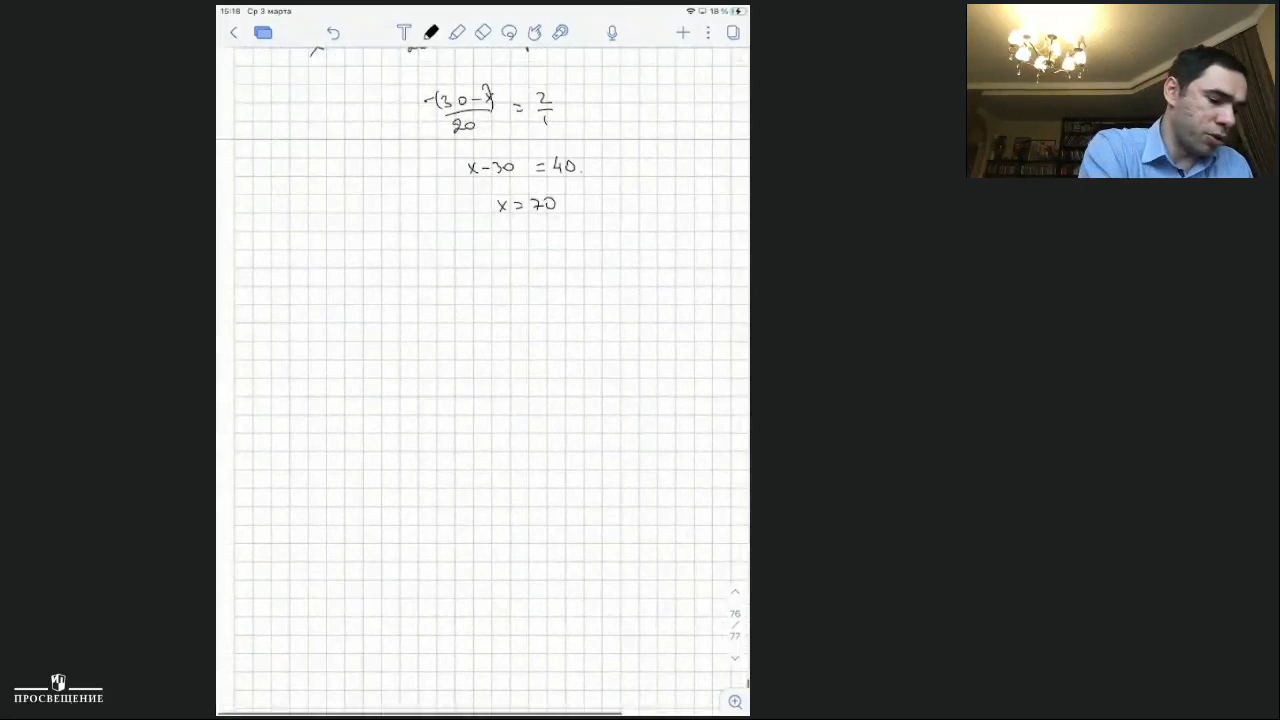 15:18 Ср 3 марта
18 %
-(30-x)/20 = 2/1
x-30 = 40.
x = 70
76
/
77
ПРОСВЕЩЕНИЕ